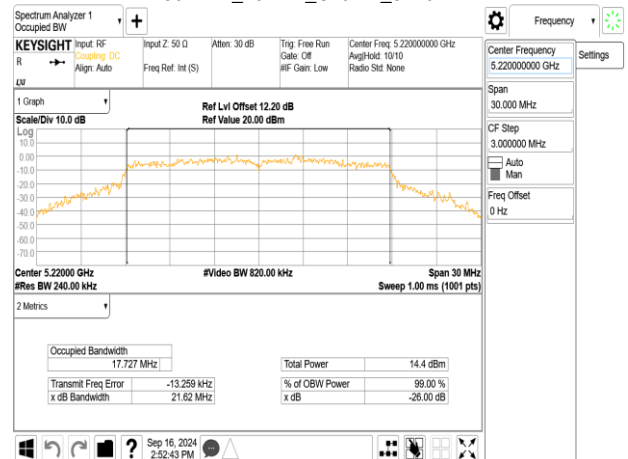 Spectrum Analyzer 1
Occupied BW
Frequency
KEYSIGHT
R
Input: RF
Coupling: DC
Align: Auto
Input Z: 50 Ω
Freq Ref: Int (S)
Atten: 30 dB
Trig: Free Run
Gate: Off
#IF Gain: Low
Center Freq: 5.220000000 GHz
Avg|Hold: 10/10
Radio Std: None
Center Frequency
5.220000000 GHz
Settings
Span
30.000 MHz
CF Step
3.000000 MHz
Auto
Man
Freq Offset
0 Hz
1 Graph
Scale/Div 10.0 dB
Ref Lvl Offset 12.20 dB
Ref Value 20.00 dBm
Log
10.0
0.00
-10.0
-20.0
-30.0
-40.0
-50.0
-60.0
-70.0
Center 5.22000 GHz
#Video BW 820.00 kHz
Span 30 MHz
#Res BW 240.00 kHz
Sweep 1.00 ms (1001 pts)
2 Metrics
Occupied Bandwidth
17.727 MHz
Total Power 14.4 dBm
Transmit Freq Error -13.259 kHz
% of OBW Power 99.00 %
x dB Bandwidth 21.62 MHz
x dB -26.00 dB
?
Sep 16, 2024
2:52:43 PM